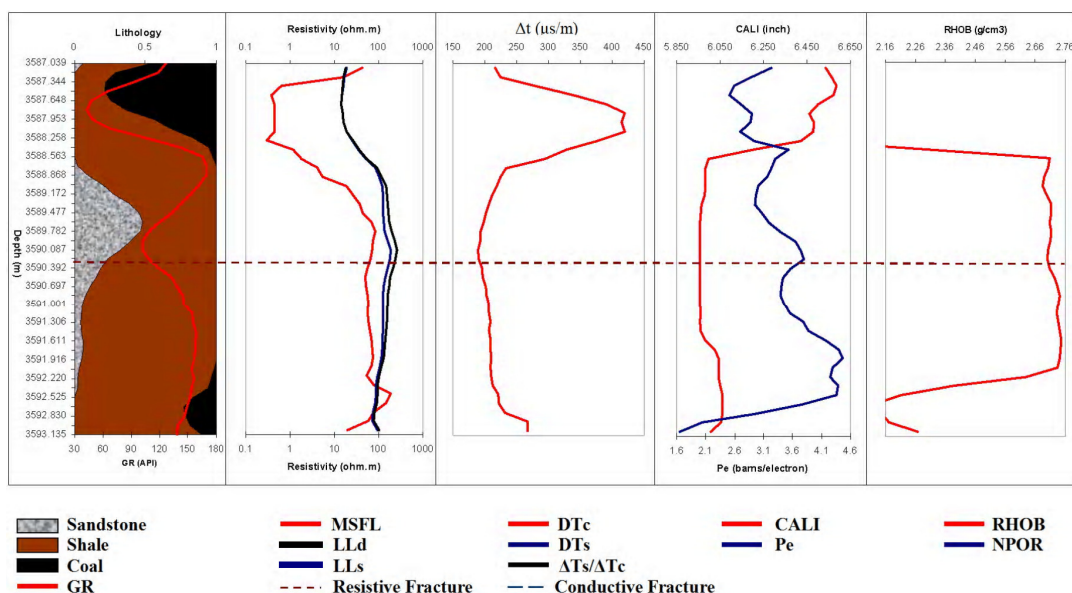 Lithology
Resistivity (ohm.m)
Δt (μs/m)
CALI (inch)
RHOB (g/cm3)
0 0.5 1
0.1 1 10 100 1000
150 200 250 300 350 400 450
5.850 6.050 6.250 6.450 6.650
2.16 2.26 2.36 2.46 2.56 2.66 2.76
Depth (m)
3587.039
3587.344
3587.648
3587.953
3588.258
3588.563
3588.868
3589.172
3589.477
3589.782
3590.087
3590.392
3590.697
3591.001
3591.306
3591.611
3591.916
3592.220
3592.525
3592.830
3593.135
30 60 90 120 150 180
GR (API)
0.1 1 10 100 1000
Resistivity (ohm.m)
1.6 2.1 2.6 3.1 3.6 4.1 4.6
Pe (barns/electron)
Sandstone
Shale
Coal
GR
MSFL
LLd
LLs
Resistive Fracture
DTc
DTs
ΔTs/ΔTc
Conductive Fracture
CALI
Pe
RHOB
NPOR